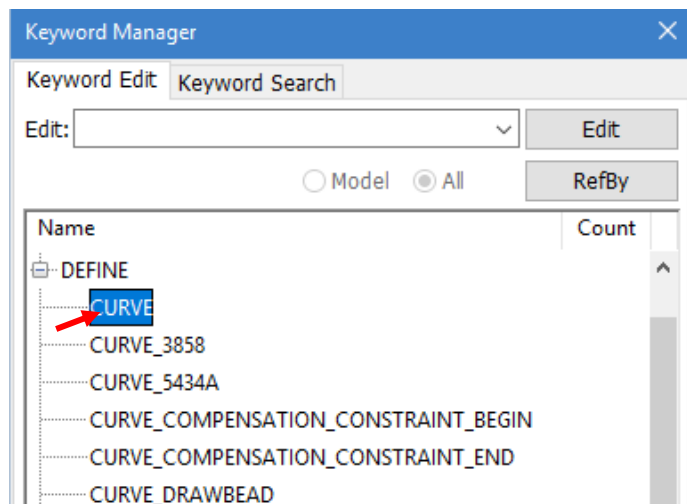 Keyword Manager
Keyword Edit Keyword Search
Edit: Edit
Model All RefBy
Name Count
DEFINE
CURVE
CURVE_3858
CURVE_5434A
CURVE_COMPENSATION_CONSTRAINT_BEGIN
CURVE_COMPENSATION_CONSTRAINT_END
CURVE_DRAWBEAD